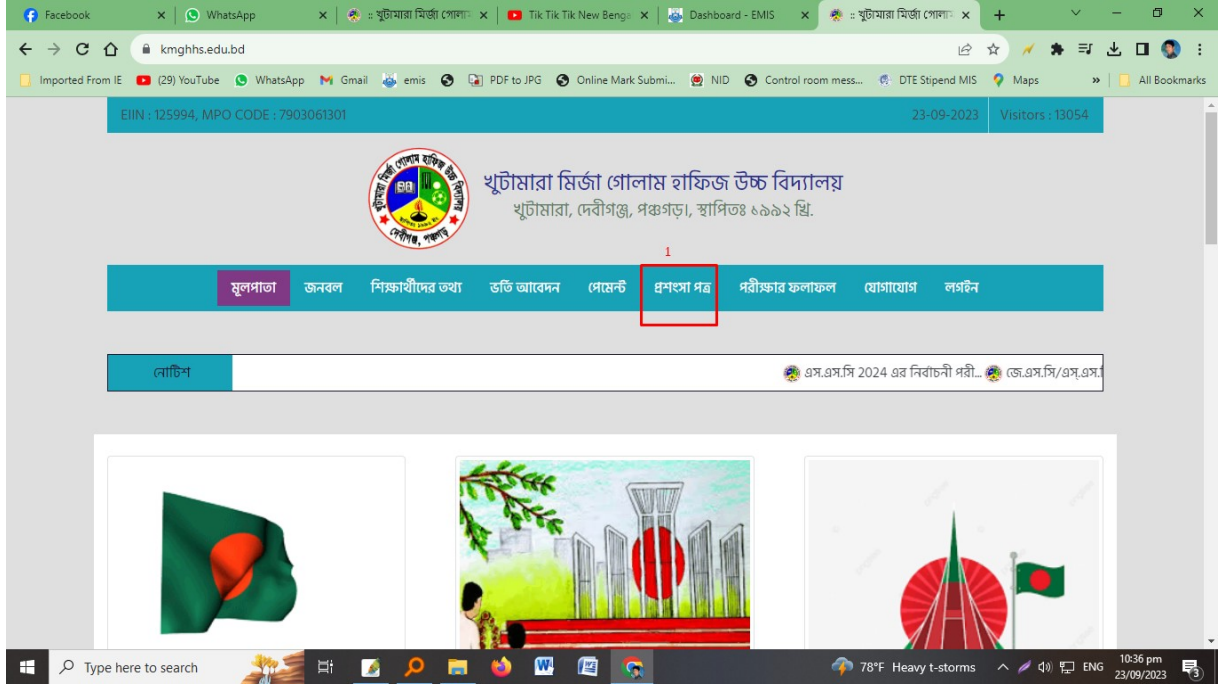 Facebook
WhatsApp
:: খুটামারা মির্জা গোলা
Tik Tik Tik New Benga
Dashboard - EMIS
:: খুটামারা মির্জা গোলা
kmghhs.edu.bd
Imported From IE
(29) YouTube
WhatsApp
Gmail
emis
PDF to JPG
Online Mark Submi...
NID
Control room mess...
DTE Stipend MIS
Maps
»
All Bookmarks
EIIN : 125994, MPO CODE : 7903061301
23-09-2023
Visitors : 13054
খুটামারা মির্জা গোলাম হাফিজ উচ্চ বিদ্যালয়
খুটামারা, দেবীগঞ্জ, পঞ্চগড়।, স্থাপিতঃ ১৯৯২ খ্রি.
দেবীগঞ্জ, পঞ্চগড়
1
মূলপাতা
জনবল
শিক্ষার্থীদের তথ্য
ভর্তি আবেদন
পেমেন্ট
প্রশংসা পত্র
পরীক্ষার ফলাফল
যোগাযোগ
লগইন
নোটিশ
এস.এস.সি 2024 এর নির্বাচনী পরী...
জে.এস.সি/এস.এস.
Type here to search
78°F Heavy t-storms
ENG
10:36 pm
23/09/2023
3